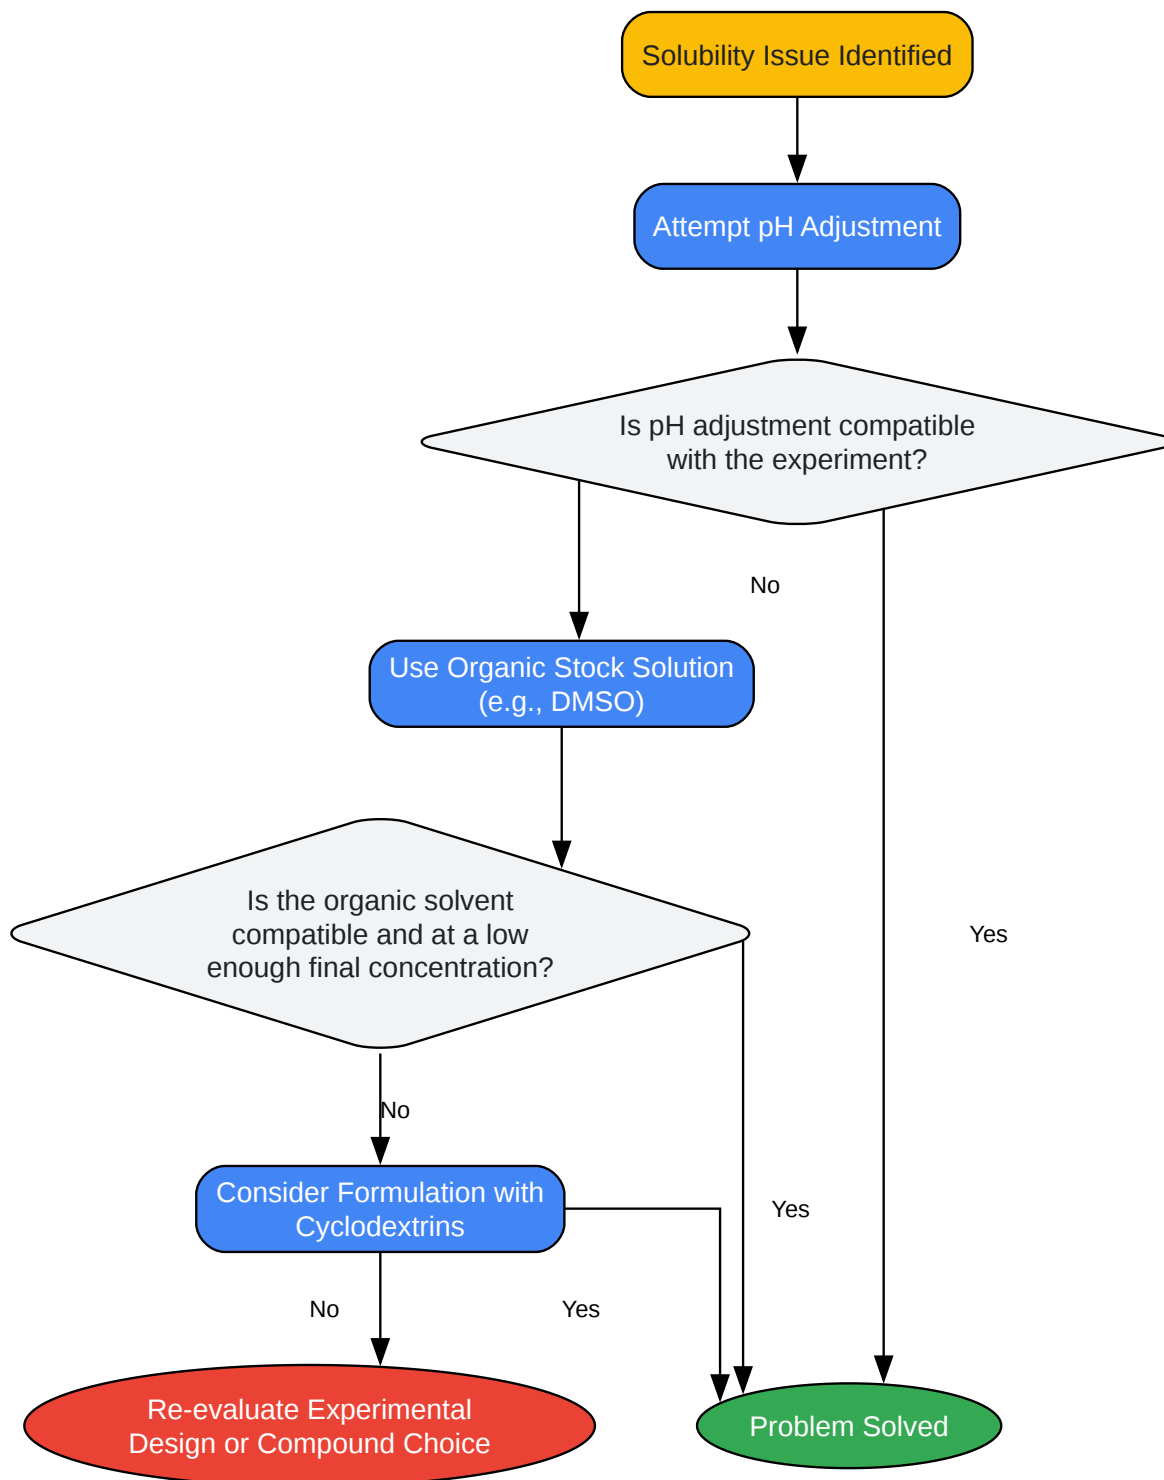 Solubility Issue Identified
Attempt pH Adjustment
Is pH adjustment compatible
with the experiment?
No
Use Organic Stock Solution
(e.g., DMSO)
Is the organic solvent
compatible and at a low
enough final concentration?
Yes
No
Consider Formulation with
Cyclodextrins
Yes
No
Yes
Re-evaluate Experimental
Design or Compound Choice
Problem Solved